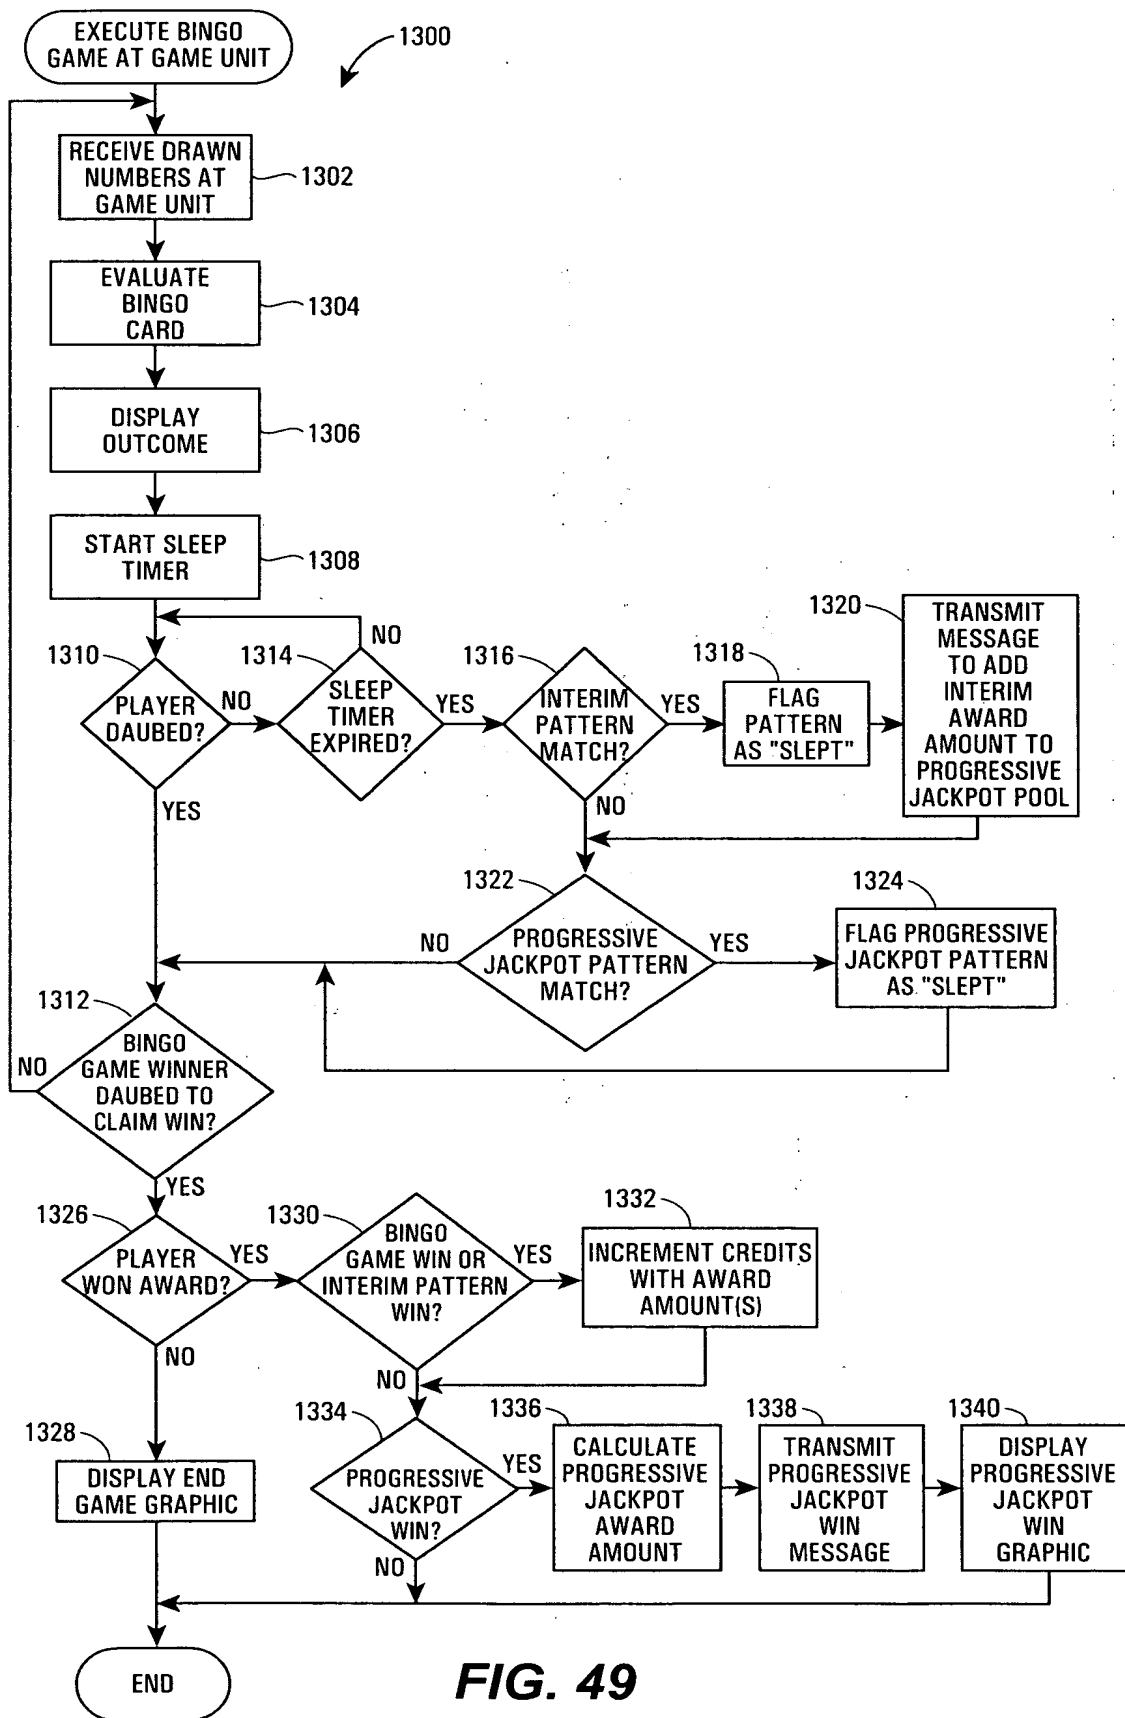 EXECUTE BINGO
GAME AT GAME UNIT
1300
RECEIVE DRAWN
NUMBERS AT
GAME UNIT
1302
EVALUATE
BINGO
CARD
1304
DISPLAY
OUTCOME
1306
START SLEEP
TIMER
1308
1310
PLAYER
DAUBED?
NO
YES
1314
SLEEP
TIMER
EXPIRED?
NO
YES
1316
INTERIM
PATTERN
MATCH?
YES
NO
1318
FLAG
PATTERN
AS "SLEPT"
1320
TRANSMIT
MESSAGE
TO ADD
INTERIM
AWARD
AMOUNT TO
PROGRESSIVE
JACKPOT POOL
1322
PROGRESSIVE
JACKPOT PATTERN
MATCH?
NO
YES
1324
FLAG PROGRESSIVE
JACKPOT PATTERN
AS "SLEPT"
1312
BINGO
GAME WINNER
DAUBED TO
CLAIM WIN?
NO
YES
1326
PLAYER
WON AWARD?
YES
NO
1330
BINGO
GAME WIN OR
INTERIM PATTERN
WIN?
YES
NO
1332
INCREMENT CREDITS
WITH AWARD
AMOUNT(S)
1328
DISPLAY END
GAME GRAPHIC
1334
PROGRESSIVE
JACKPOT
WIN?
YES
NO
1336
CALCULATE
PROGRESSIVE
JACKPOT
AWARD
AMOUNT
1338
TRANSMIT
PROGRESSIVE
JACKPOT
WIN
MESSAGE
1340
DISPLAY
PROGRESSIVE
JACKPOT
WIN
GRAPHIC
END
FIG. 49